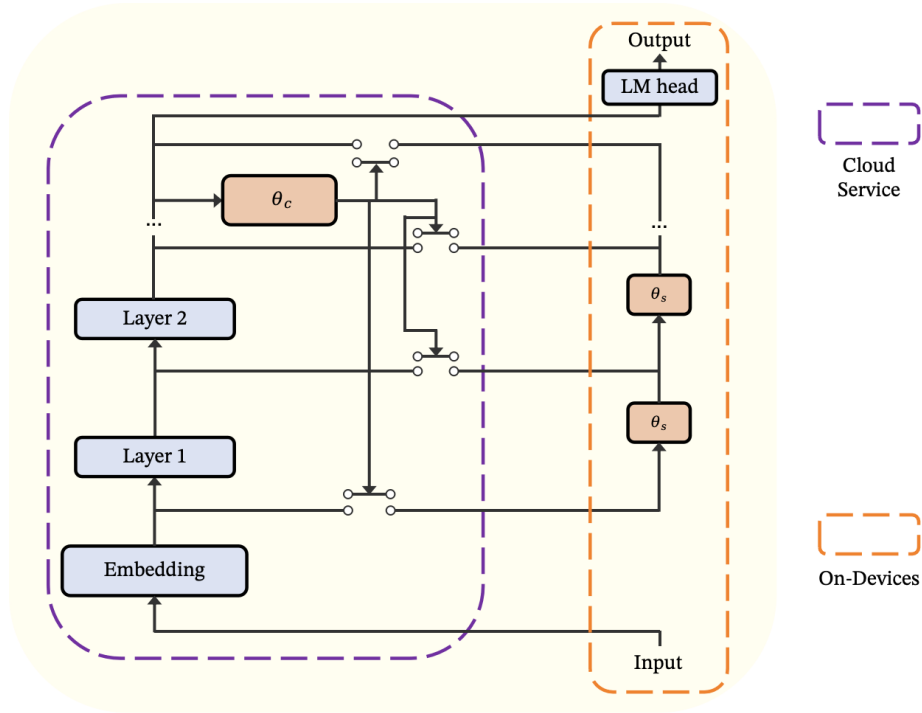 Output
LM head
θc
...
...
Layer 2
θs
Layer 1
θs
Embedding
Input
Cloud
Service
On-Devices